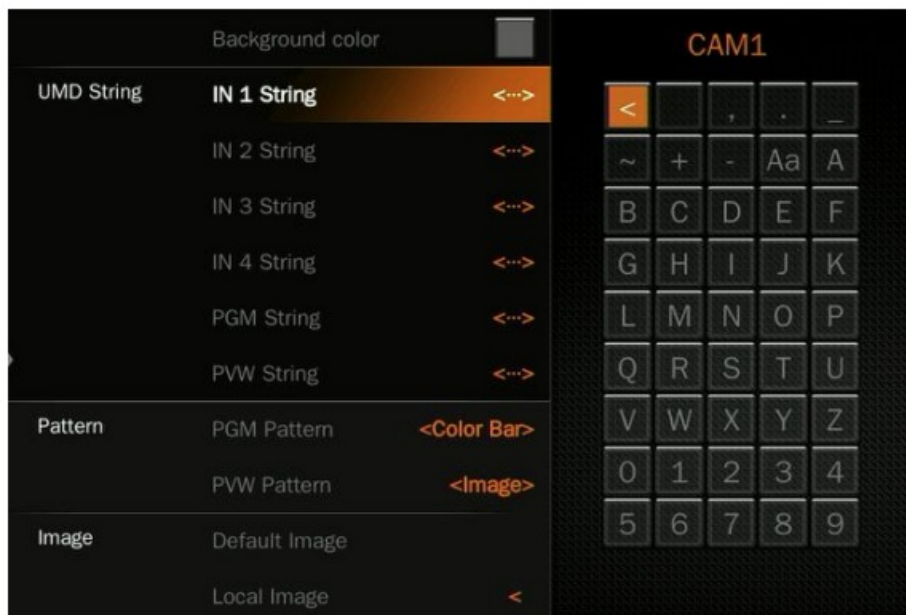 Background color
UMD String IN 1 String <···>
IN 2 String <···>
IN 3 String <···>
IN 4 String <···>
PGM String <···>
PVW String <···>
Pattern PGM Pattern <Color Bar>
PVW Pattern <Image>
Image Default Image
Local Image <
CAM1
< , . _
~ + - Aa A
B C D E F
G H I J K
L M N O P
Q R S T U
V W X Y Z
0 1 2 3 4
5 6 7 8 9